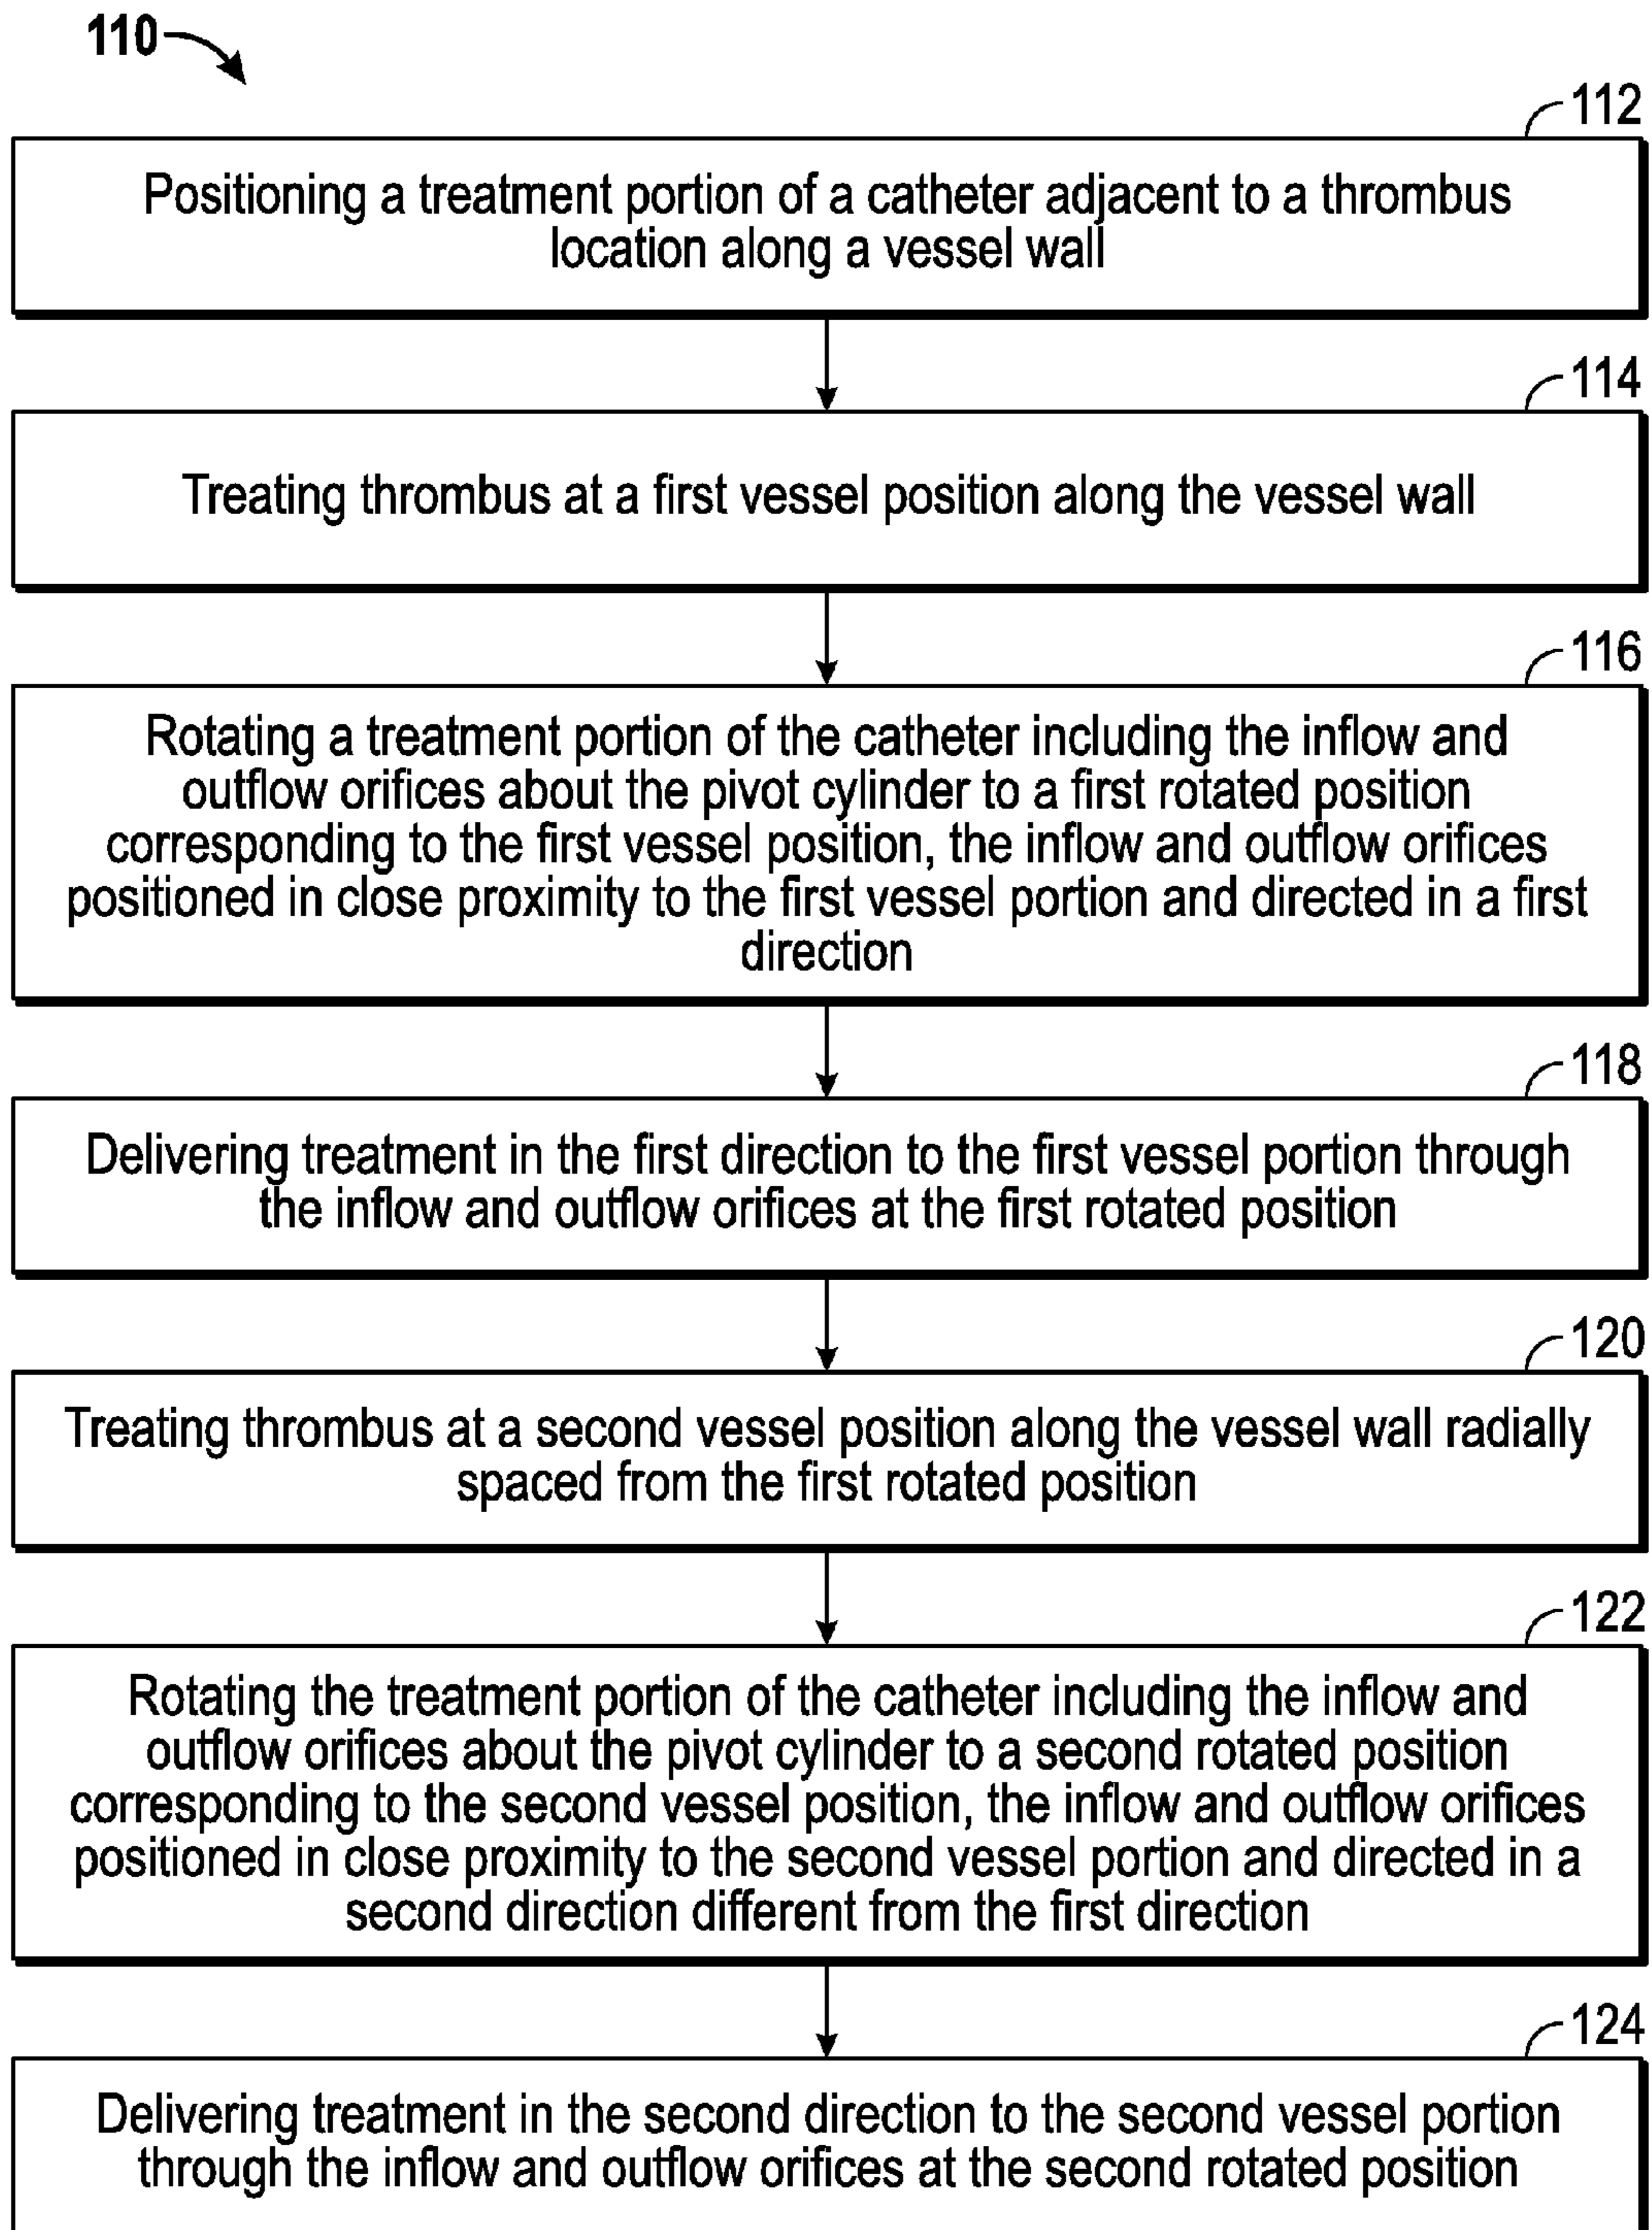 110
112
Positioning a treatment portion of a catheter adjacent to a thrombus
location along a vessel wall
114
Treating thrombus at a first vessel position along the vessel wall
116
Rotating a treatment portion of the catheter including the inflow and
outflow orifices about the pivot cylinder to a first rotated position
corresponding to the first vessel position, the inflow and outflow orifices
positioned in close proximity to the first vessel portion and directed in a first
direction
118
Delivering treatment in the first direction to the first vessel portion through
the inflow and outflow orifices at the first rotated position
120
Treating thrombus at a second vessel position along the vessel wall radially
spaced from the first rotated position
122
Rotating the treatment portion of the catheter including the inflow and
outflow orifices about the pivot cylinder to a second rotated position
corresponding to the second vessel position, the inflow and outflow orifices
positioned in close proximity to the second vessel portion and directed in a
second direction different from the first direction
124
Delivering treatment in the second direction to the second vessel portion
through the inflow and outflow orifices at the second rotated position